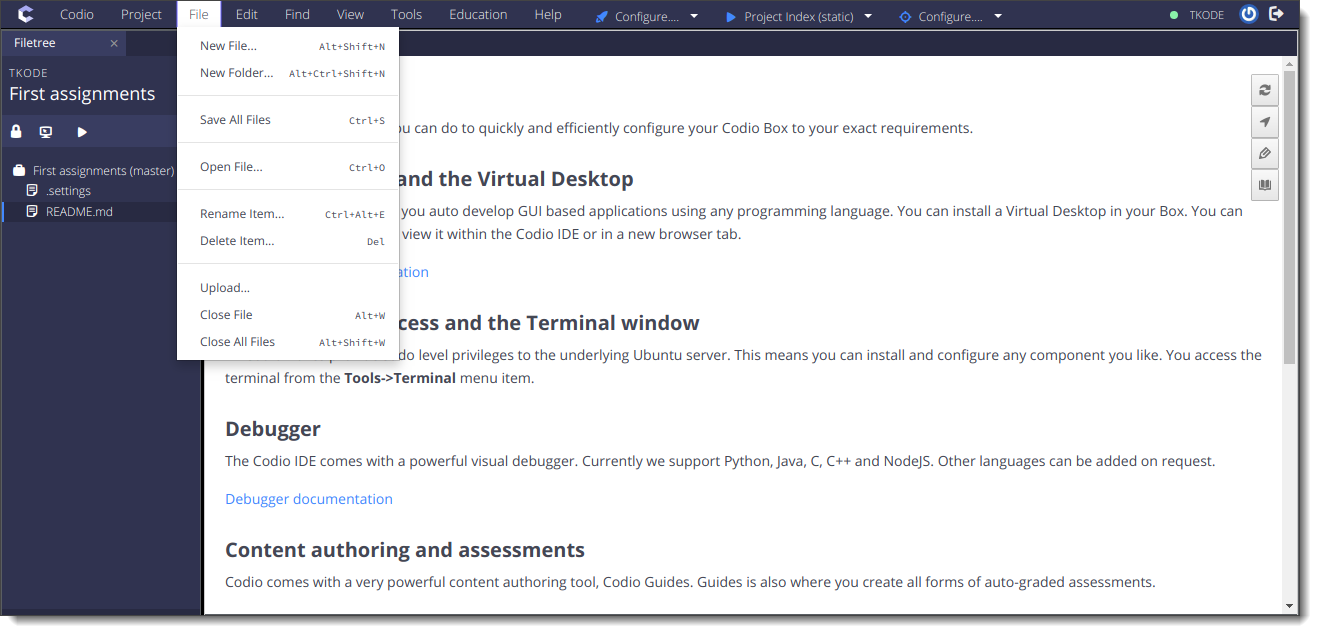 Codio Project File Edit Find View Tools Education Help Configure.... Project Index (static) Configure.... TKODE
Filetree
TKODE
First assignments
First assignments (master)
.settings
README.md
New File... Alt+Shift+N
New Folder... Alt+Ctrl+Shift+N
Save All Files Ctrl+S
Open File... Ctrl+O
Rename Item... Ctrl+Alt+E
Delete Item... Del
Upload...
Close File Alt+W
Close All Files Alt+Shift+W
can do to quickly and efficiently configure your Codio Box to your exact requirements.
and the Virtual Desktop
you auto develop GUI based applications using any programming language. You can install a Virtual Desktop in your Box. You can
view it within the Codio IDE or in a new browser tab.
ation
cess and the Terminal window
do level privileges to the underlying Ubuntu server. This means you can install and configure any component you like. You access the
terminal from the Tools->Terminal menu item.
Debugger
The Codio IDE comes with a powerful visual debugger. Currently we support Python, Java, C, C++ and NodeJS. Other languages can be added on request.
Debugger documentation
Content authoring and assessments
Codio comes with a very powerful content authoring tool, Codio Guides. Guides is also where you create all forms of auto-graded assessments.